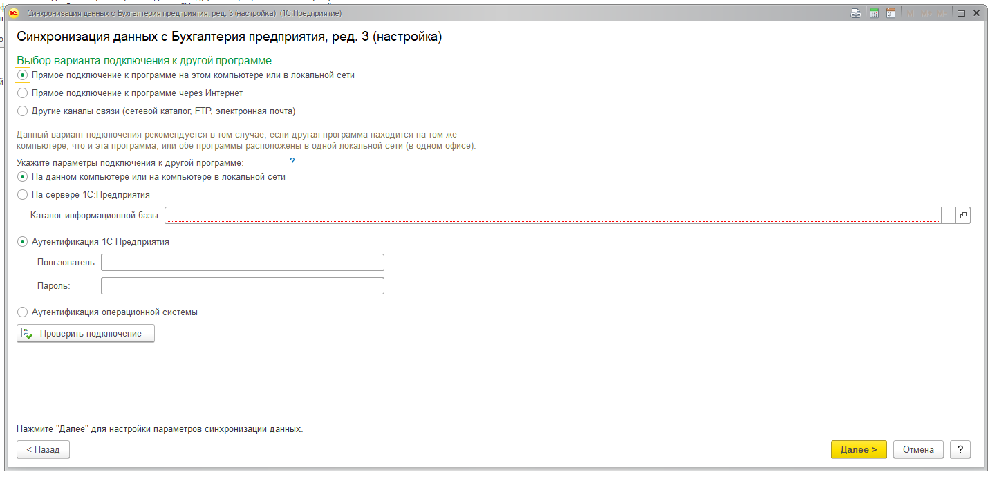 Синхронизация данных с Бухгалтерия предприятия, ред. 3 (настройка) (1С:Предприятие)
Синхронизация данных с Бухгалтерия предприятия, ред. 3 (настройка)
Выбор варианта подключения к другой программе
Прямое подключение к программе на этом компьютере или в локальной сети
Прямое подключение к программе через Интернет
Другие каналы связи (сетевой каталог, FTP, электронная почта)
Данный вариант подключения рекомендуется в том случае, если другая программа находится на том же
компьютере, что и эта программа, или обе программы расположены в одной локальной сети (в одном офисе).
Укажите параметры подключения к другой программе: ?
На данном компьютере или на компьютере в локальной сети
На сервере 1С:Предприятия
Каталог информационной базы: ...
Аутентификация 1С Предприятия
Пользователь:
Пароль:
Аутентификация операционной системы
Проверить подключение
Нажмите "Далее" для настройки параметров синхронизации данных.
< Назад Далее > Отмена ?